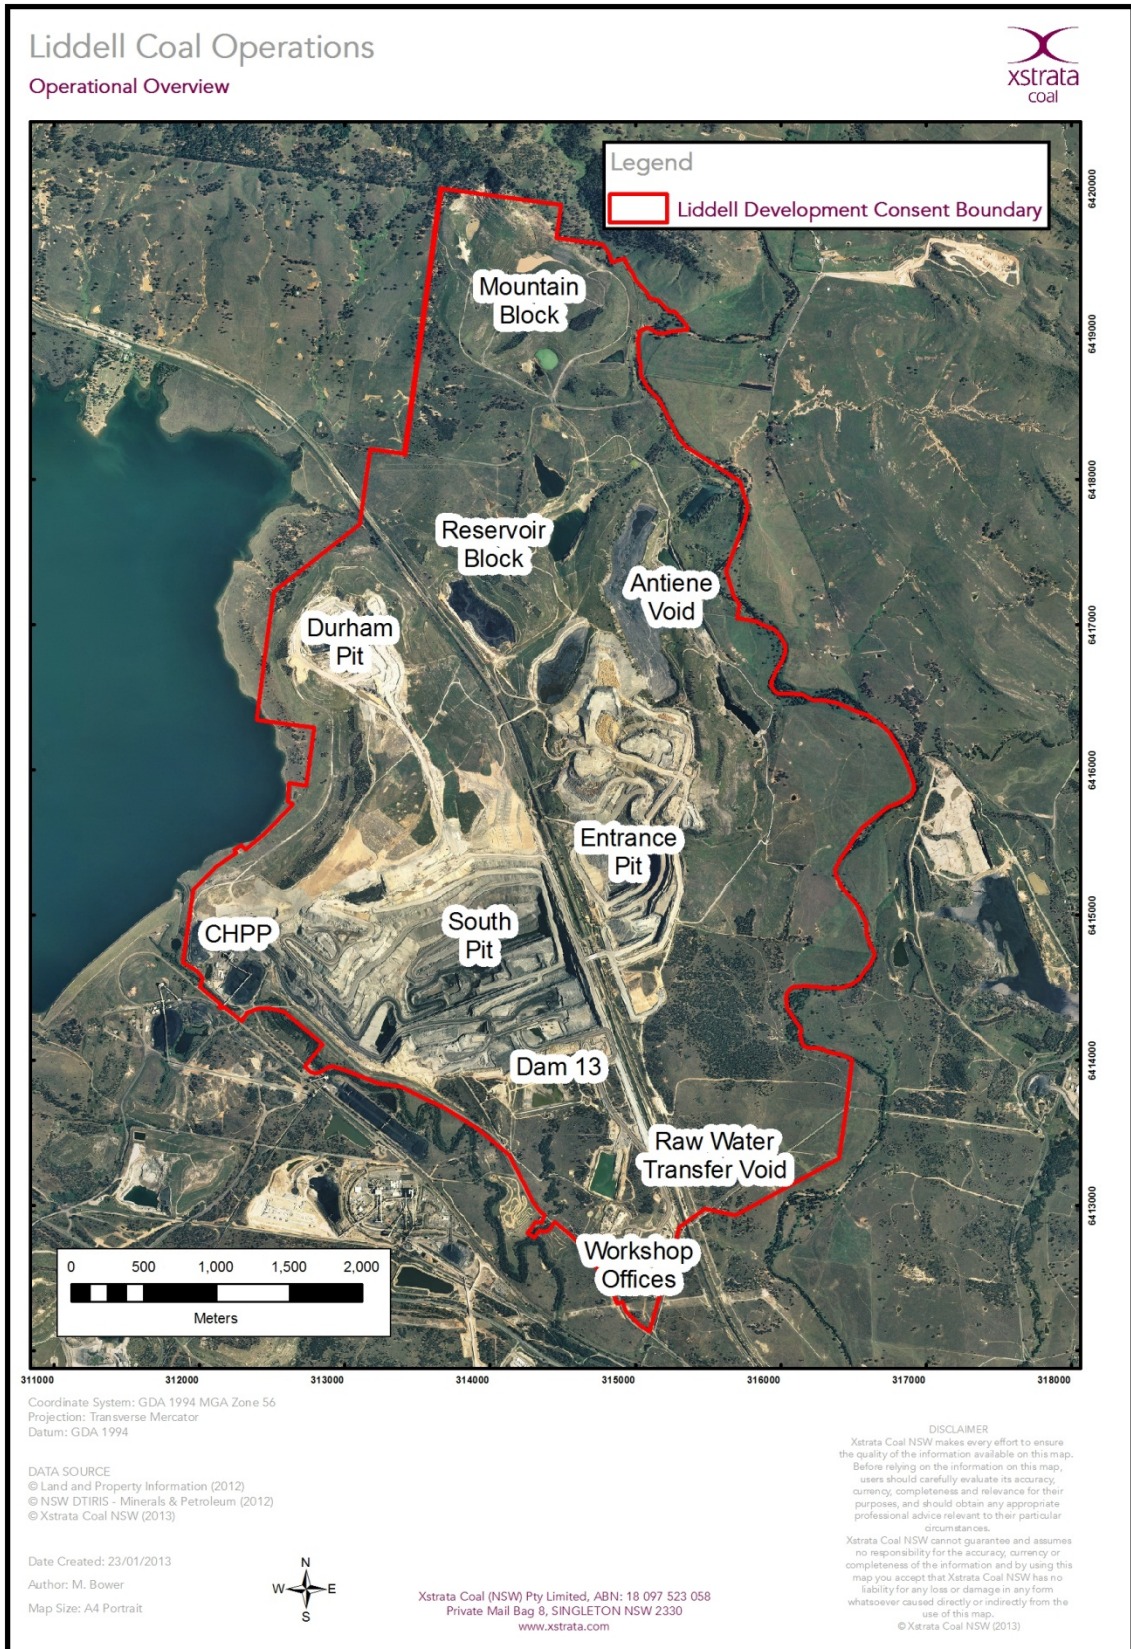 Liddell Coal Operations
Operational Overview
xstrata
coal
Legend
Liddell Development Consent Boundary
Mountain
Block
Reservoir
Block
Antiene
Void
Durham
Pit
Entrance
Pit
South
Pit
CHPP
Dam 13
Raw Water
Transfer Void
Workshop
Offices
6420000
6419000
6418000
6417000
6416000
6415000
6414000
6413000
0 500 1,000 1,500 2,000
Meters
311000 312000 313000 314000 315000 316000 317000 318000
Coordinate System: GDA 1994 MGA Zone 56
Projection: Transverse Mercator
Datum: GDA 1994
DATA SOURCE
© Land and Property Information (2012)
© NSW DTIRIS - Minerals & Petroleum (2012)
© Xstrata Coal NSW (2013)
Date Created: 23/01/2013
Author: M. Bower
Map Size: A4 Portrait
N
W E
S
Xstrata Coal (NSW) Pty Limited, ABN: 18 097 523 058
Private Mail Bag 8, SINGLETON NSW 2330
www.xstrata.com
DISCLAIMER
Xstrata Coal NSW makes every effort to ensure
the quality of the information available on this map.
Before relying on the information on this map,
users should carefully evaluate its accuracy,
currency, completeness and relevance for their
purposes, and should obtain any appropriate
professional advice relevant to their particular
circumstances.
Xstrata Coal NSW cannot guarantee and assumes
no responsibility for the accuracy, currency or
completeness of the information and by using this
map you accept that Xstrata Coal NSW has no
liability for any loss or damage in any form
whatsoever caused directly or indirectly from the
use of this map.
© Xstrata Coal NSW (2013)